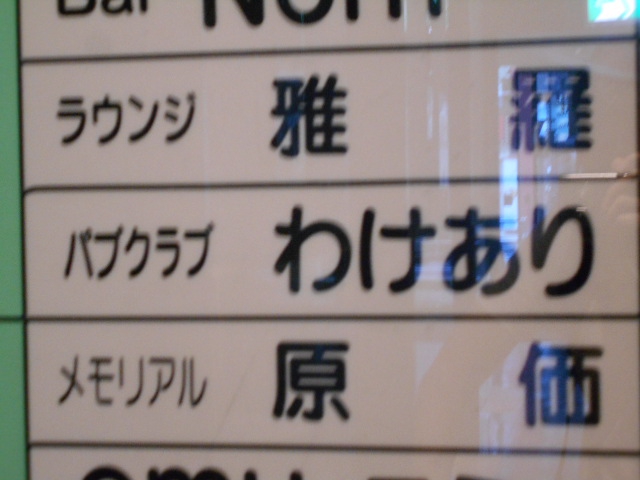 Bar
ラウンジ 雅羅
パブクラブ わけあり
メモリアル 原価